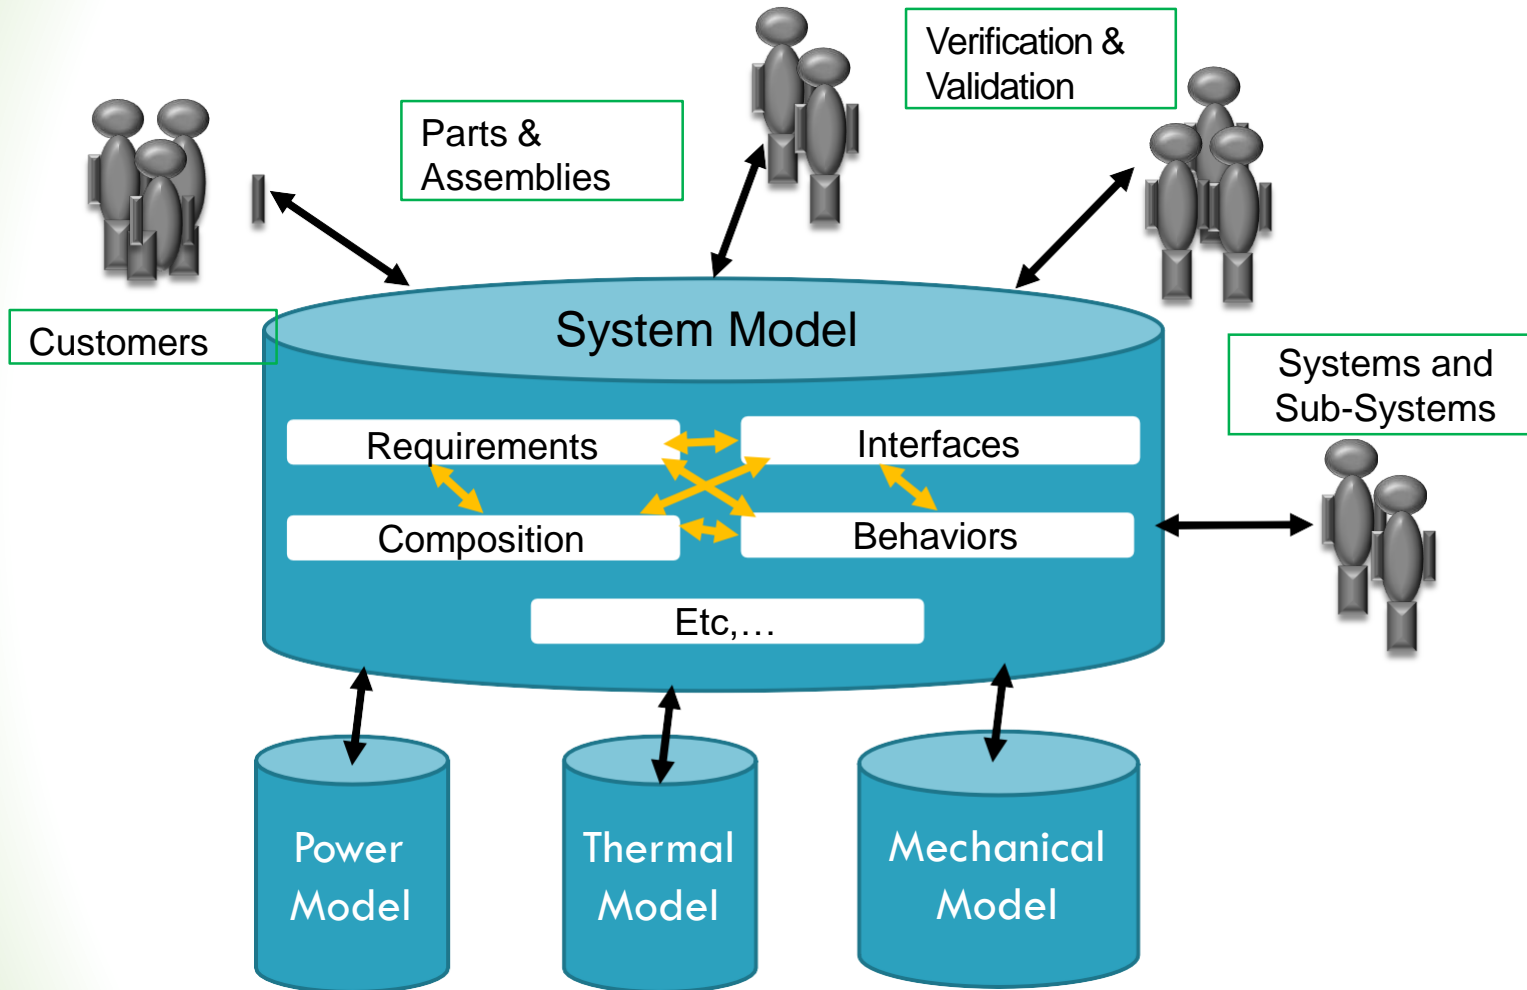 Verification &
Validation
Parts &
Assemblies
Customers
System Model
Systems and
Sub-Systems
Requirements
Interfaces
Composition
Behaviors
Etc,…
Power
Model
Thermal
Model
Mechanical
Model